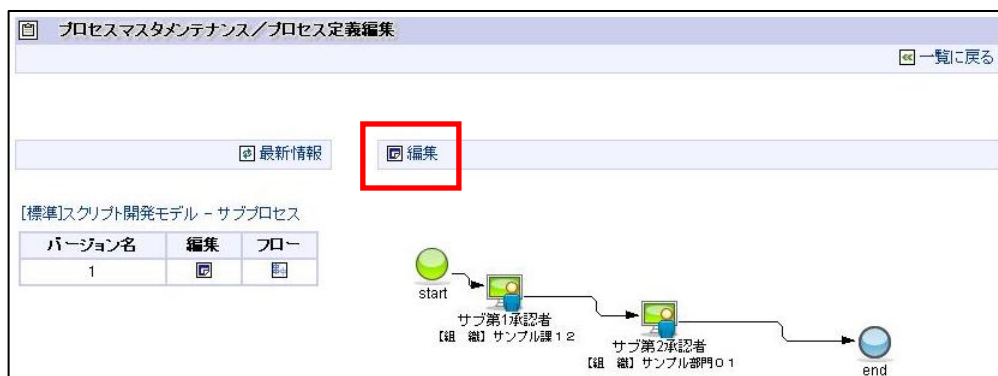 プロセスマスタメンテナンス／プロセス定義編集
一覧に戻る
最新情報
編集
[標準]スクリプト開発モデル − サブプロセス
バージョン名 編集 フロー
1
start
サブ第1承認者
【組　織】サンプル課１２
サブ第2承認者
【組　織】サンプル部門０１
end